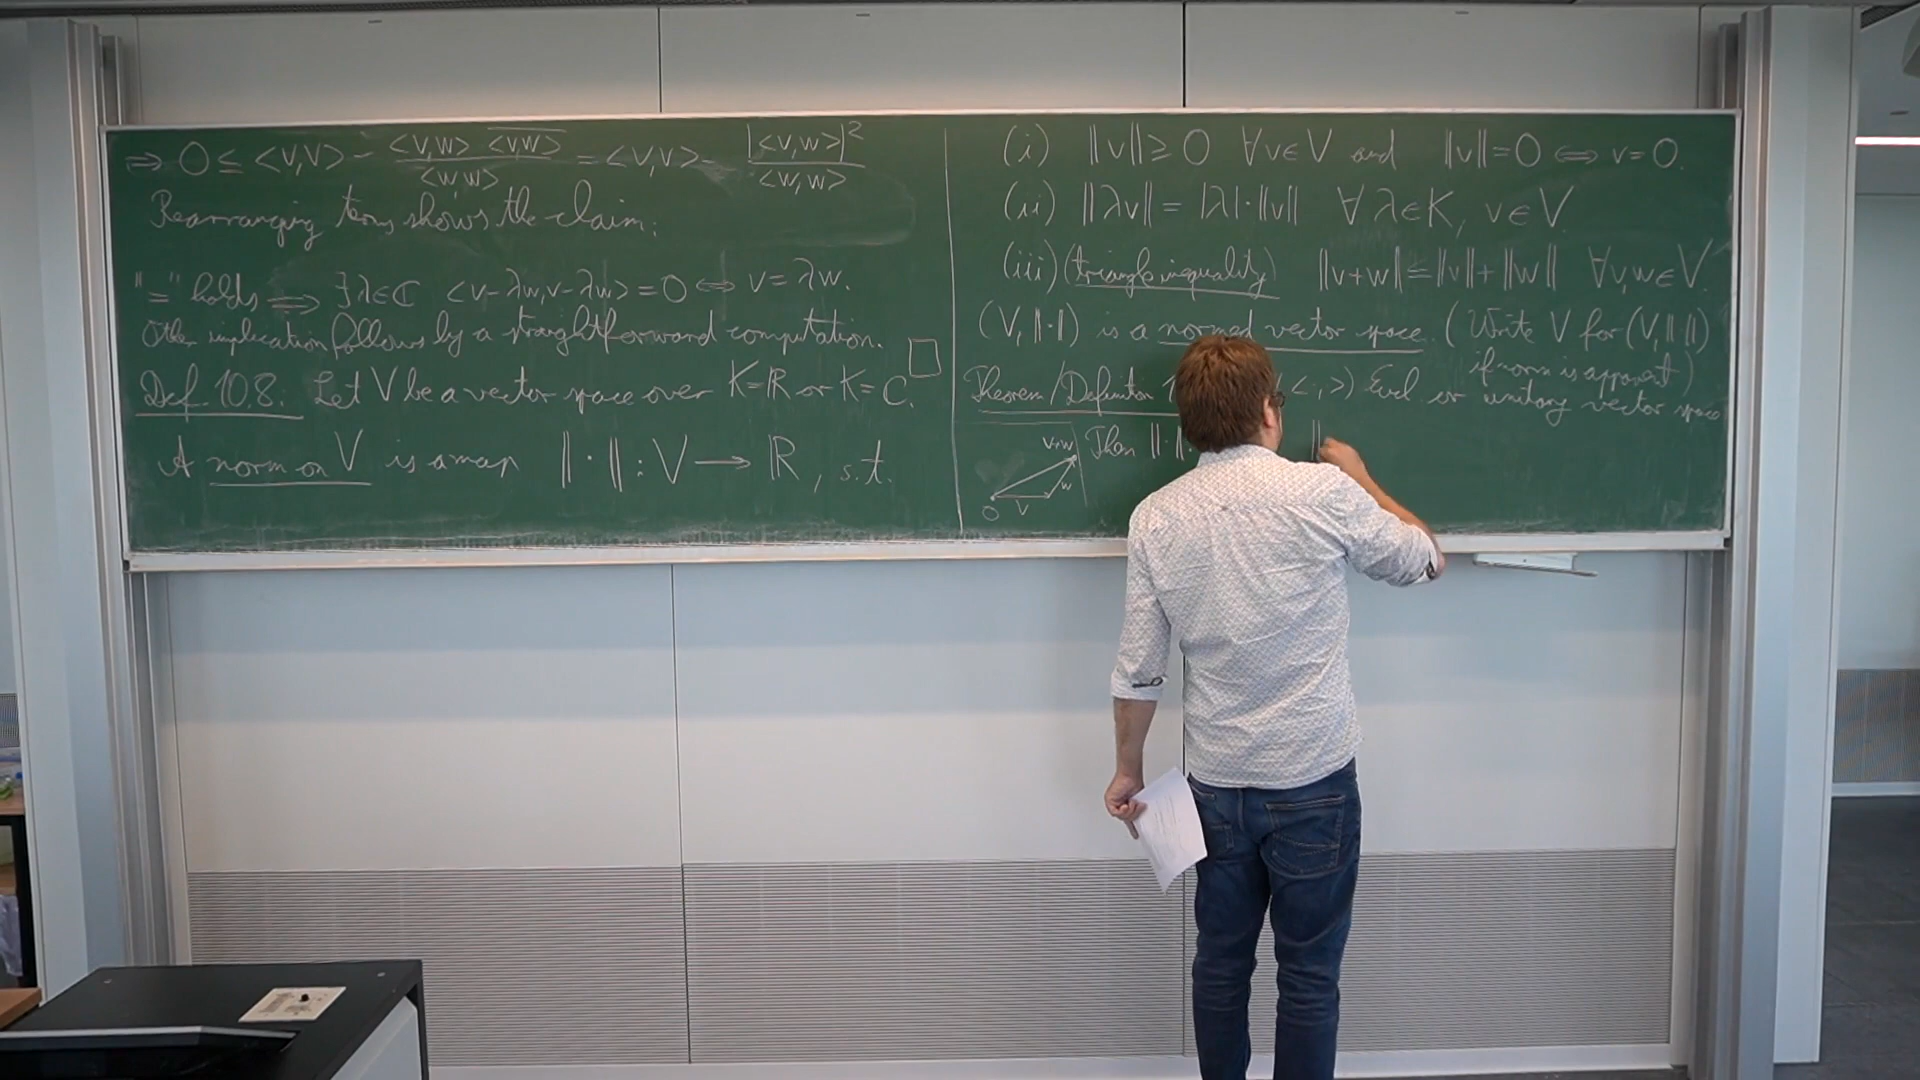 ⇒ 0 ≤ <v,v> - <v,w> \overline{<v,w>} / <w,w> = <v,v> - |<v,w>|² / <w,w>
Rearranging terms shows the claim.
"=" holds ⇒ ∃ λ∈ℂ <v-λw, v-λw> = 0 ⇔ v = λw.
Other implication follows by a straightforward computation. □
Def. 10.8. Let V be a vector space over K=ℝ or K=ℂ.
A norm on V is a map ‖·‖ : V → ℝ, s.t.
(i) ‖v‖ ≥ 0 ∀v∈V and ‖v‖=0 ⇔ v=0.
(ii) ‖λv‖ = |λ|·‖v‖ ∀ λ∈K, v∈V.
(iii) (triangle inequality) ‖v+w‖ = ‖v‖+‖w‖ ∀v,w∈V.
(V, ‖·‖) is a normed vector space. (Write V for (V,‖·‖)
if norm is apparent)
Theorem/Definition <·,·>) Eucl. or unitary vector space
Then ‖·‖ ‖
v+w
w
0 v